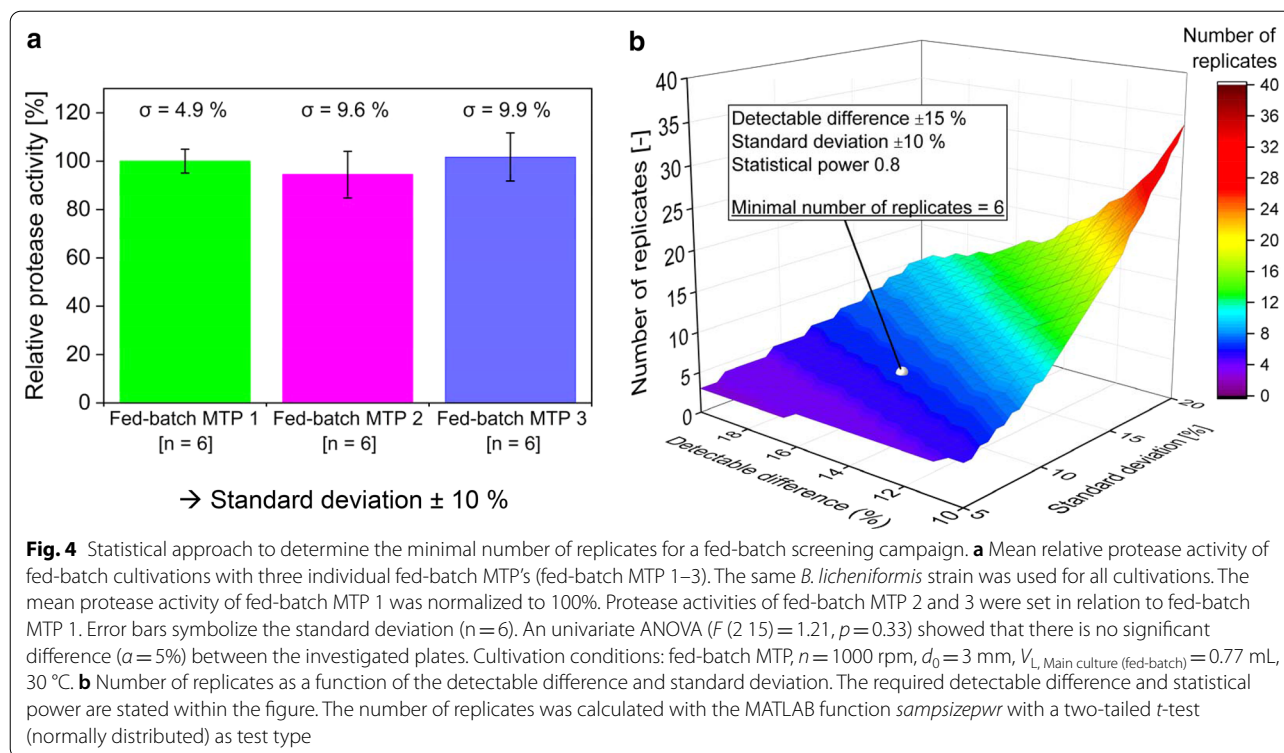 a
Relative protease activity [%]
120
100
80
60
40
20
0
σ = 4.9 %
σ = 9.6 %
σ = 9.9 %
Fed-batch MTP 1
[n = 6]
Fed-batch MTP 2
[n = 6]
Fed-batch MTP 3
[n = 6]
→ Standard deviation ± 10 %
b
Number of replicates [-]
40
35
30
25
20
15
10
5
0
Detectable difference ±15 %
Standard deviation ±10 %
Statistical power 0.8
Minimal number of replicates = 6
18
16
14
12
10
Detectable difference (%)
5
10
15
20
Standard deviation [%]
Number of
replicates
40
36
32
28
24
20
16
12
8
4
0
Fig. 4 Statistical approach to determine the minimal number of replicates for a fed-batch screening campaign. a Mean relative protease activity of
fed-batch cultivations with three individual fed-batch MTP's (fed-batch MTP 1–3). The same B. licheniformis strain was used for all cultivations. The
mean protease activity of fed-batch MTP 1 was normalized to 100%. Protease activities of fed-batch MTP 2 and 3 were set in relation to fed-batch
MTP 1. Error bars symbolize the standard deviation (n = 6). An univariate ANOVA (F (2 15) = 1.21, p = 0.33) showed that there is no significant
difference (α = 5%) between the investigated plates. Cultivation conditions: fed-batch MTP, n = 1000 rpm, d0 = 3 mm, VL, Main culture (fed-batch) = 0.77 mL,
30 °C. b Number of replicates as a function of the detectable difference and standard deviation. The required detectable difference and statistical
power are stated within the figure. The number of replicates was calculated with the MATLAB function sampsizepwr with a two-tailed t-test
(normally distributed) as test type